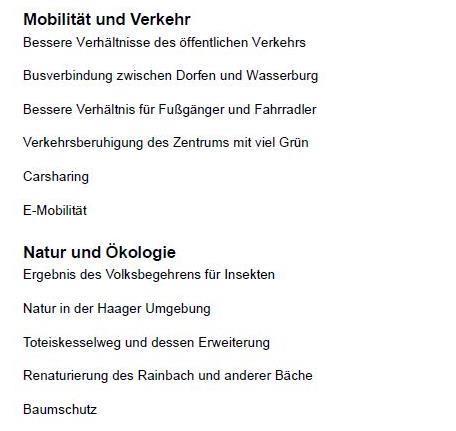 Mobilität und Verkehr
Bessere Verhältnisse des öffentlichen Verkehrs
Busverbindung zwischen Dorfen und Wasserburg
Bessere Verhältnis für Fußgänger und Fahrradler
Verkehrsberuhigung des Zentrums mit viel Grün
Carsharing
E-Mobilität
Natur und Ökologie
Ergebnis des Volksbegehrens für Insekten
Natur in der Haager Umgebung
Toteiskesselweg und dessen Erweiterung
Renaturierung des Rainbach und anderer Bäche
Baumschutz